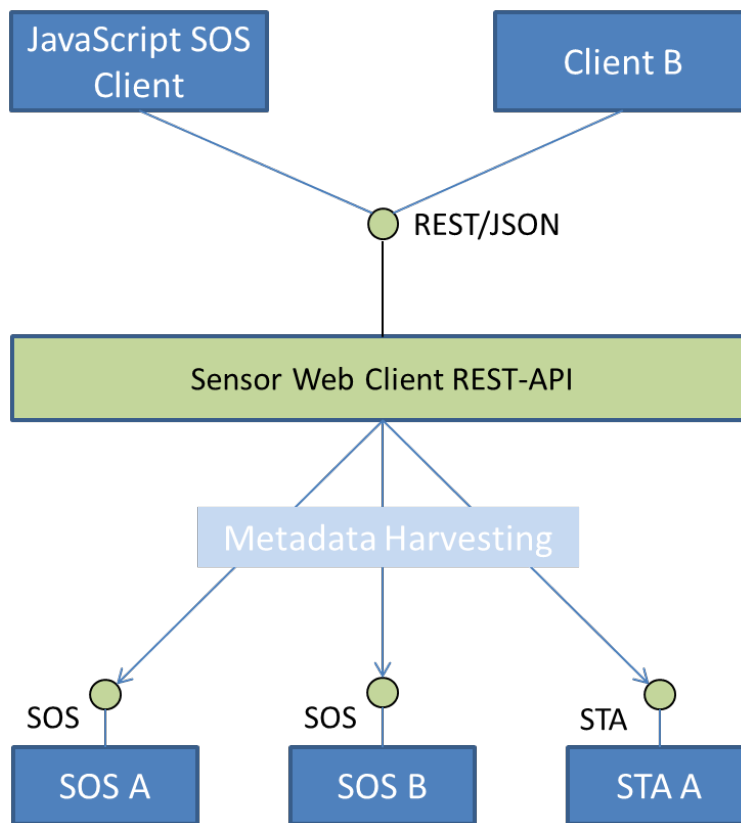 JavaScript SOS
Client
Client B
REST/JSON
Sensor Web Client REST-API
Metadata Harvesting
SOS
SOS
STA
SOS A
SOS B
STA A